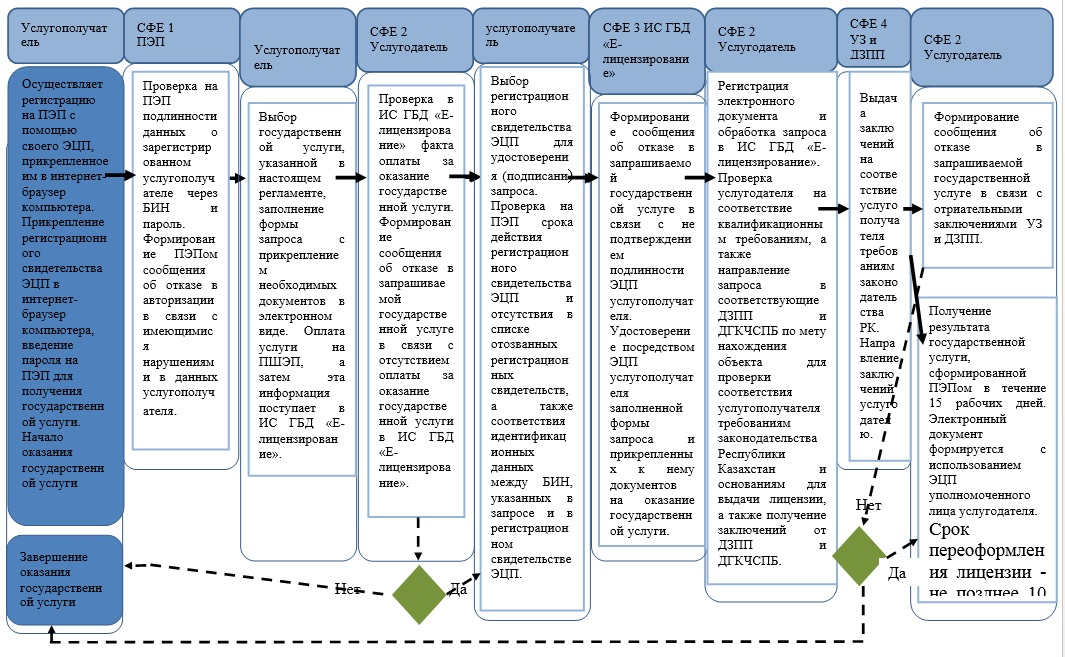 Услугополучат
ель
Осуществляет
регистрацию
на ПЭП с
помощью
своего ЭЦП,
прикрепленное
им в интернет-
браузер
компьютера.
Прикрепление
регистрационн
ого
свидетельства
ЭЦП в
интернет-
браузер
компьютера,
введение
пароля на
ПЭП для
получения
государственн
ой услуги.
Начало
оказания
государственн
ой услуги
Завершение
оказания
государственн
ой услуги
СФЕ 1
ПЭП
Проверка на
ПЭП
подлинности
данных о
зарегистрир
ованном
услугополуч
ателе через
БИН и
пароль.
Формирован
ие ПЭПом
сообщения
об отказе в
авторизации
в связи с
имеющимис
я
нарушениям
и в данных
услугополуч
ателя.
Услугополучат
ель
Выбор
государственн
ой услуги,
указанной в
настоящем
регламенте,
заполнение
формы
запроса с
прикрепление
м
необходимых
документов в
электронном
виде. Оплата
услуги на
ПШЭП, а
затем эта
информация
поступает в
ИС ГБД «Е-
лицензирован
ие».
СФЕ 2
Услугодатель
Проверка в
ИС ГБД «Е-
лицензирова
ние» факта
оплаты за
оказание
государстве
нной услуги.
Формирован
ие
сообщения
об отказе в
запрашивае
мой
государстве
нной услуге
в связи с
отсутствием
оплаты за
оказание
государстве
нной услуги
в ИС ГБД
«Е-
лицензирова
ние».
Нет
Да
услугополучате
ль
Выбор
регистрацион
ного
свидетельства
ЭЦП для
удостоверени
я (подписани)
запроса.
Проверка на
ПЭП срока
действия
регистрацион
ного
свидетельства
ЭЦП и
отсутствия в
списке
отозванных
регистрацион
ных
свидетельств,
а также
соответствия
идентификац
ионных
данных
между БИН,
указанных в
запросе и в
регистрацион
ном
свидетельстве
ЭЦП.
СФЕ 3 ИС ГБД
«Е-
лицензировани
е»
Формировани
е сообщения
об отказе в
запрашиваемо
й
государственн
ой услуге в
связи с не
подтверждени
ем
подлинности
ЭЦП
услугополучат
еля.
Удостоверени
е посредством
ЭЦП
услугополучат
еля
заполненной
формы
запроса и
прикрепленны
х к нему
документов
на оказание
государственн
ой услуги.
СФЕ 2
Услугодатель
Регистрация
электронного
документа и
обработка запроса
в ИС ГБД «Е-
лицензирование».
Проверка
услугодателя на
соответствие
квалификационны
м требованиям, а
также
направление
запроса в
соответствующие
ДЗПП и
ДГКЧСПБ по мету
нахождения
объекта для
проверки
соответствия
услугополучателя
требованиям
законодательства
Республики
Казахстан и
основаниям для
выдачи лицензии,
а также получение
заключений от
ДЗПП и
ДГКЧСПБ.
СФЕ 4
УЗ и
ДЗПП
Выдач
а
заклю
чений
на
соотве
тствие
услуго
получа
теля
требов
аниям
законо
датель
ства
РК.
Напра
вление
заклю
чений
услуго
дател
ю.
Нет
Да
СФЕ 2
Услугодатель
Формирование
сообщения об
отказе в
запрашиваемой
государственной
услуге в связи с
отриательными
заключениями УЗ
и ДЗПП.
Получение
результата
государственной
услуги,
сформированной
ПЭПом в течение
15 рабочих дней.
Электронный
документ
формируется с
использованием
ЭЦП
уполномоченного
лица услугодателя.
Срок
переоформлен
ия лицензии -
не позднее 10